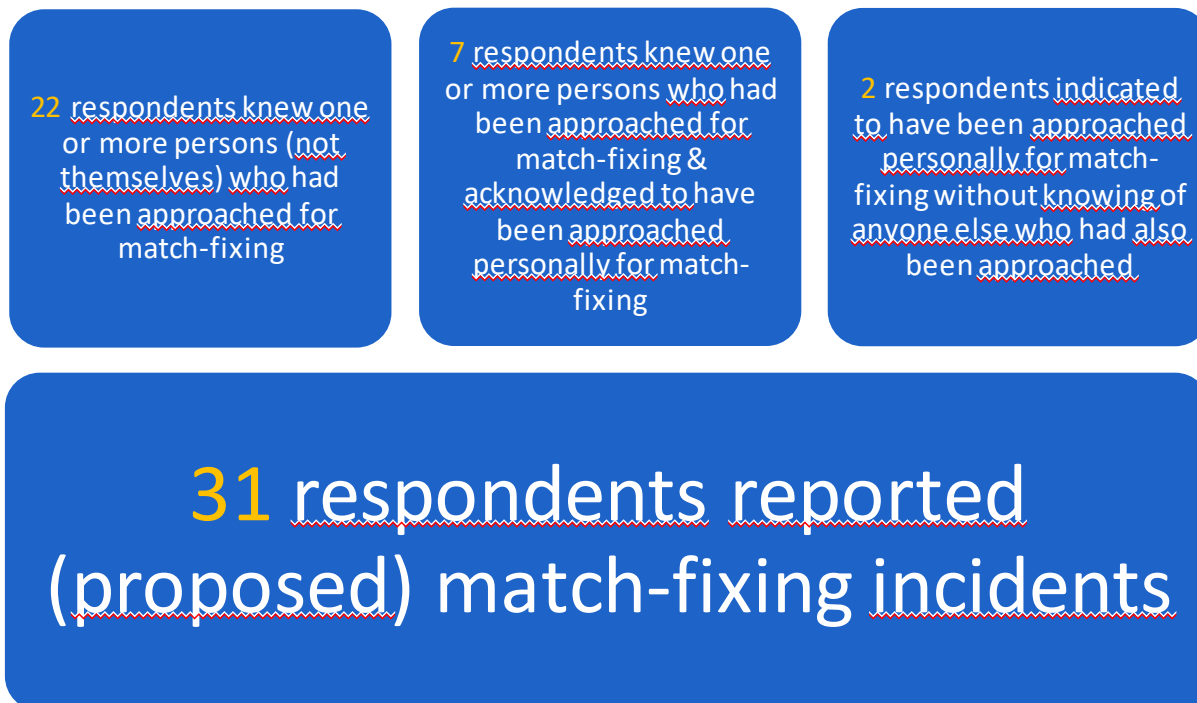 22 respondents knew one
or more persons (not
themselves) who had
been approached for
match-fixing
7 respondents knew one
or more persons who had
been approached for
match-fixing &
acknowledged to have
been approached
personally for match-
fixing
2 respondents indicated
to have been approached
personally for match-
fixing without knowing of
anyone else who had also
been approached
31 respondents reported
(proposed) match-fixing incidents